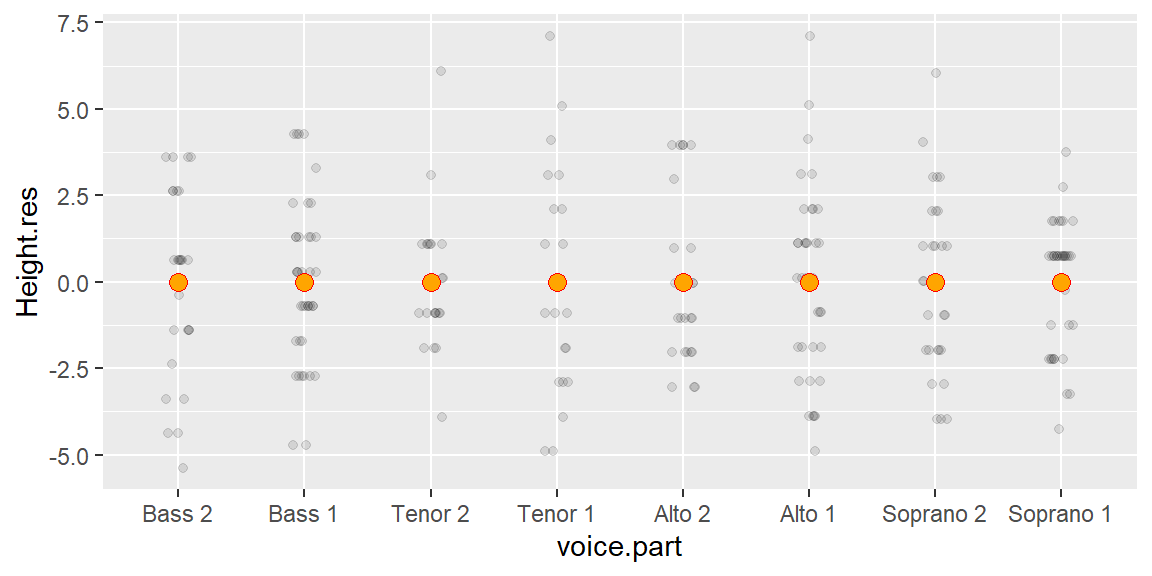 7.5
5.0
2.5
0.0
-2.5
-5.0
Height.res
Bass 2 Bass 1 Tenor 2 Tenor 1 Alto 2 Alto 1 Soprano 2 Soprano 1
voice.part